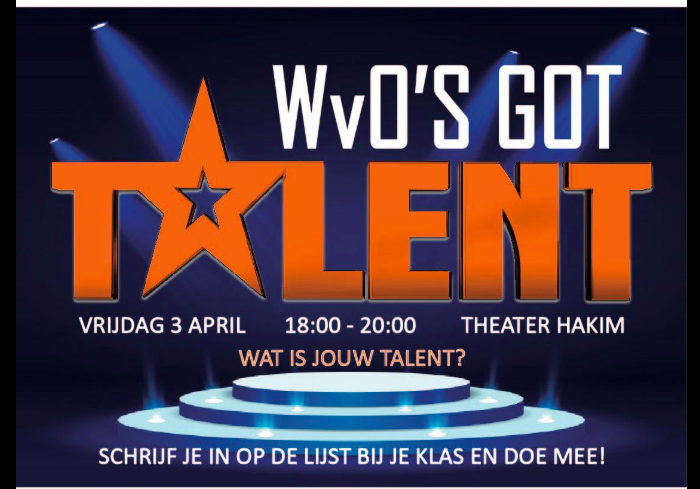 WvO'S GOT
TALENT
VRIJDAG 3 APRIL 18:00 - 20:00 THEATER HAKIM
WAT IS JOUW TALENT?
SCHRIJF JE IN OP DE LIJST BIJ JE KLAS EN DOE MEE!